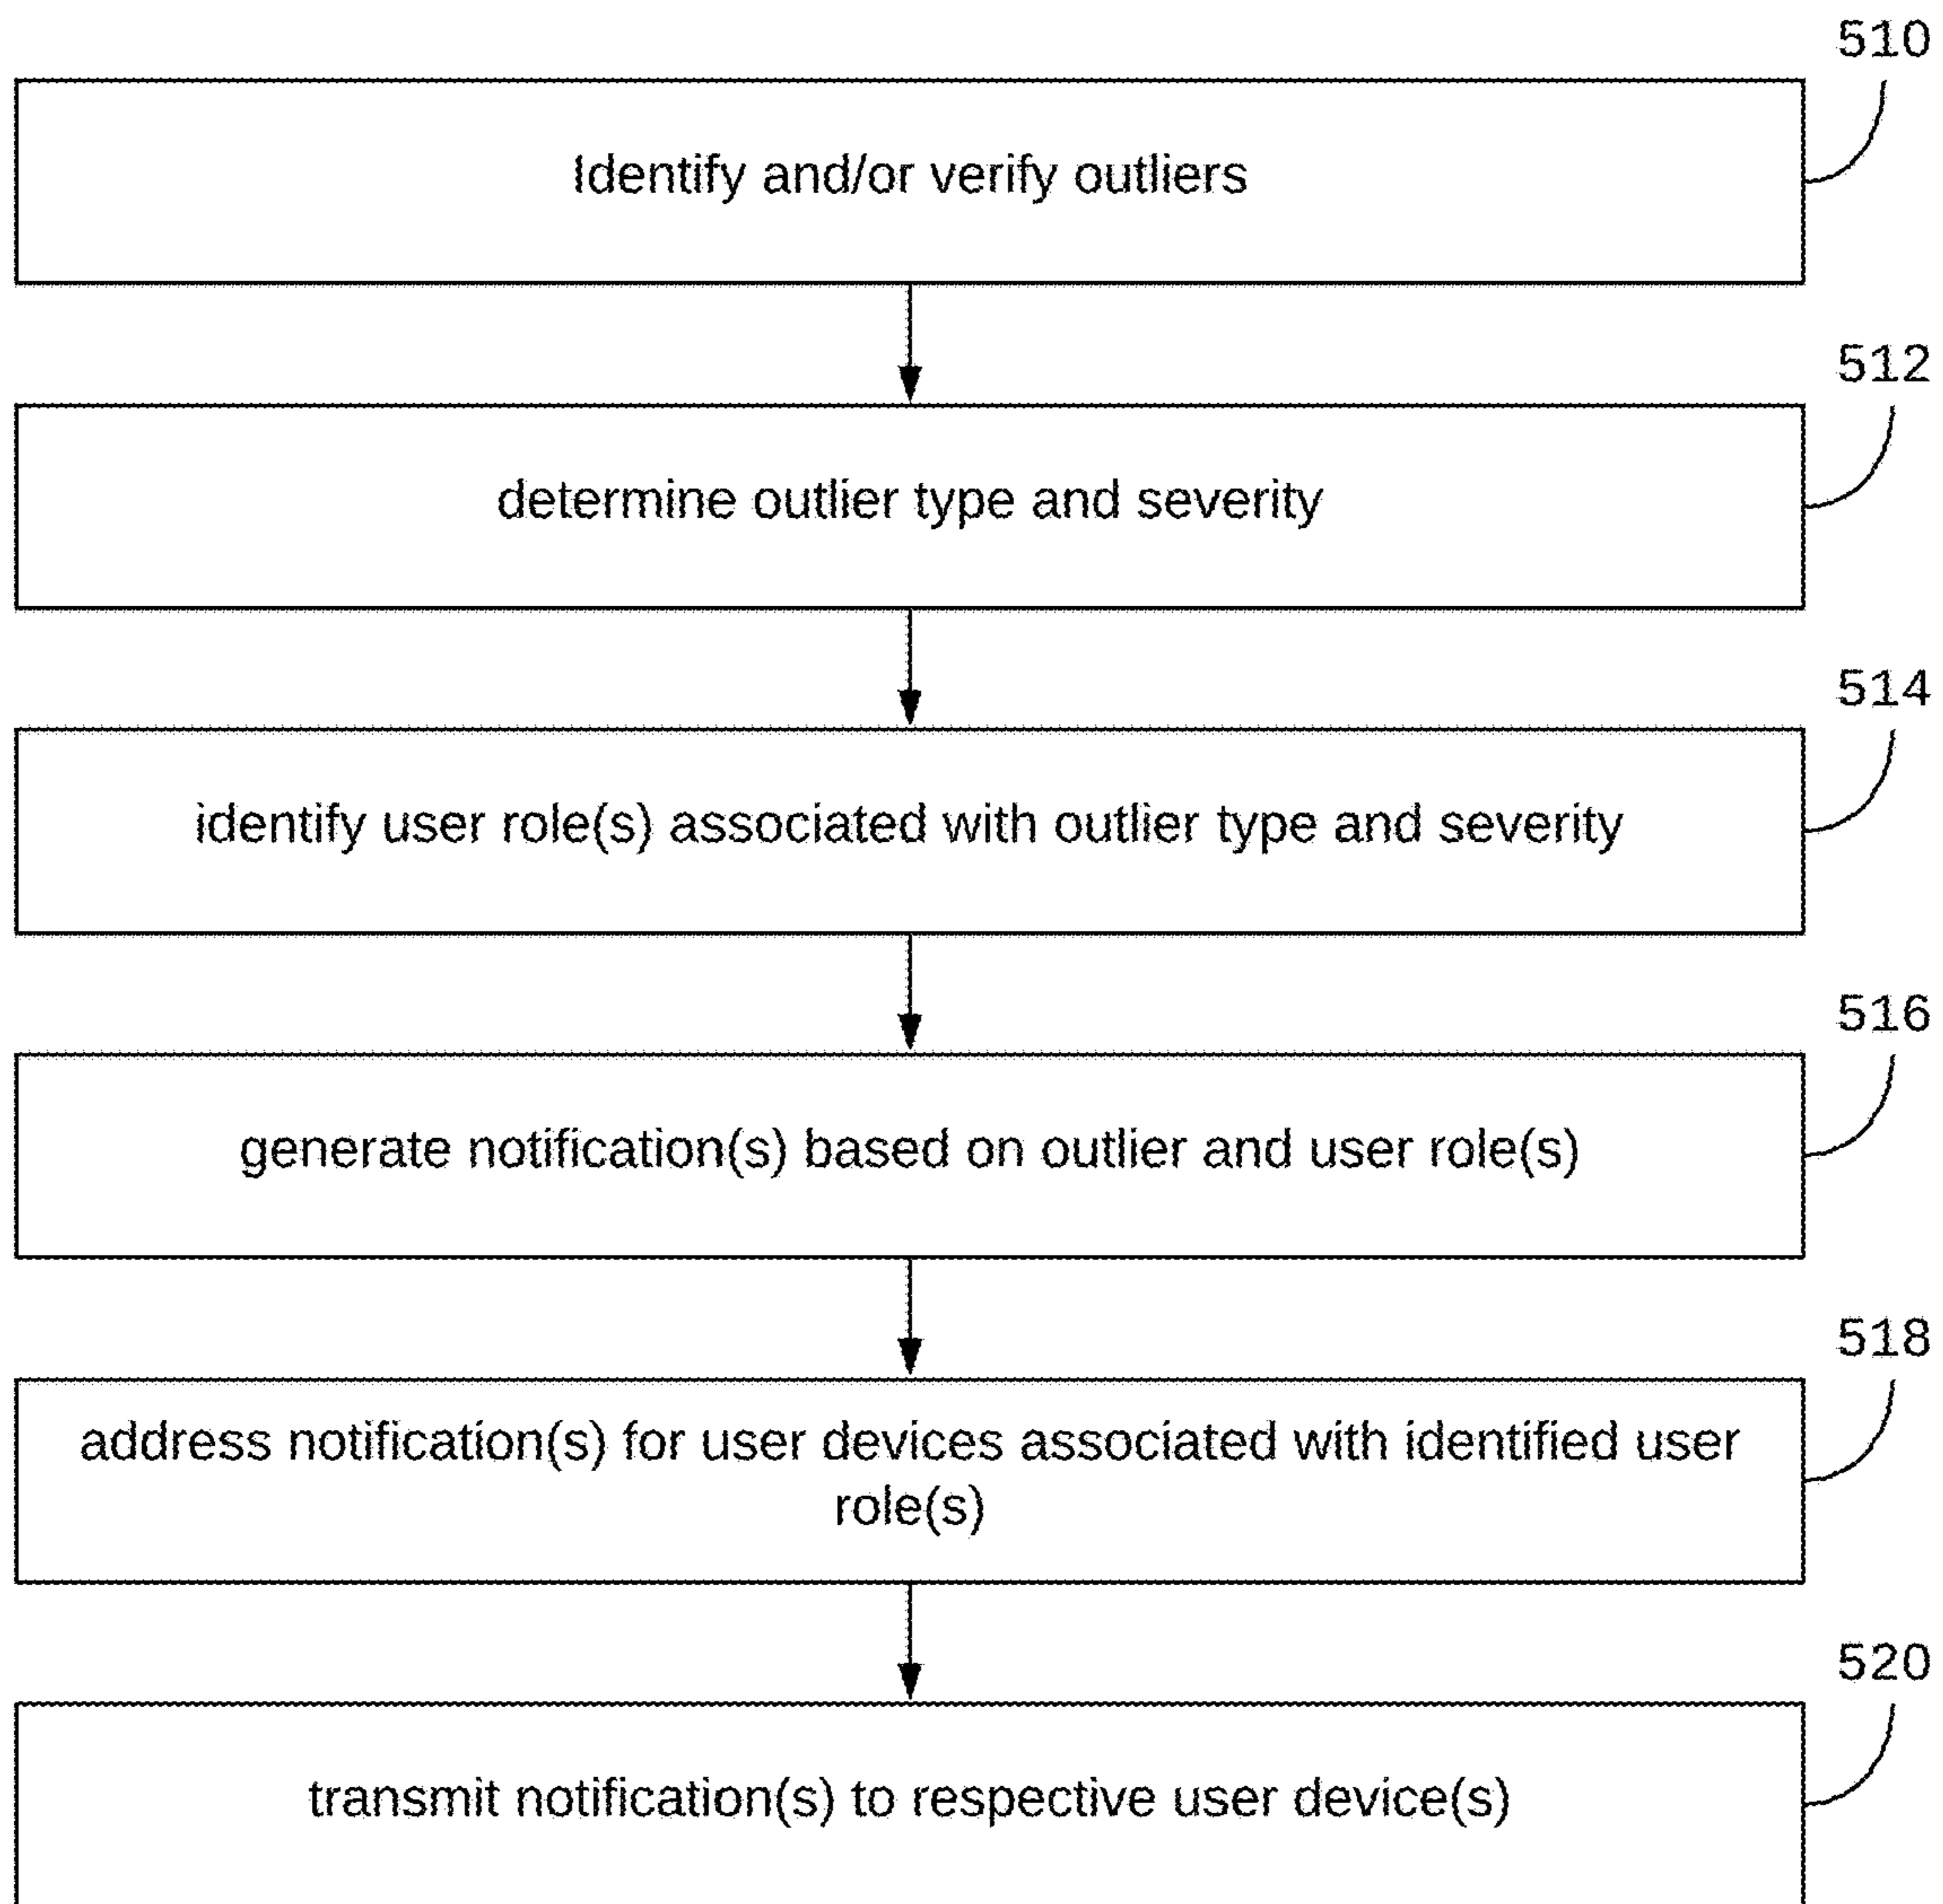 510
Identify and/or verify outliers
512
determine outlier type and severity
514
identify user role(s) associated with outlier type and severity
516
generate notification(s) based on outlier and user role(s)
518
address notification(s) for user devices associated with identified user
role(s)
520
transmit notification(s) to respective user device(s)